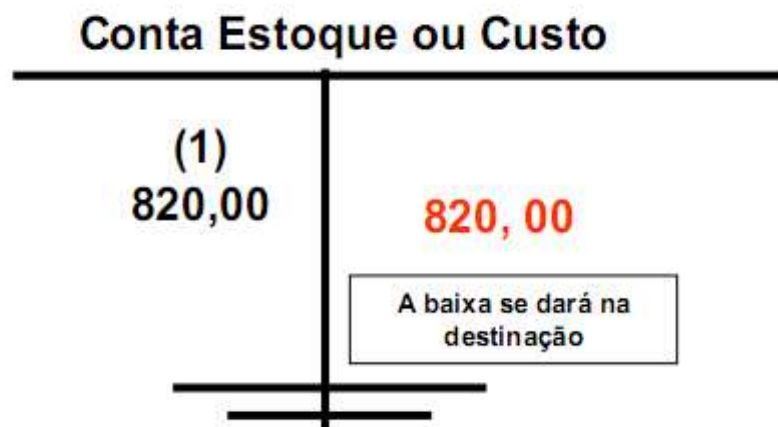 Conta Estoque ou Custo
(1)
820,00
820, 00
A baixa se dará na
destinação